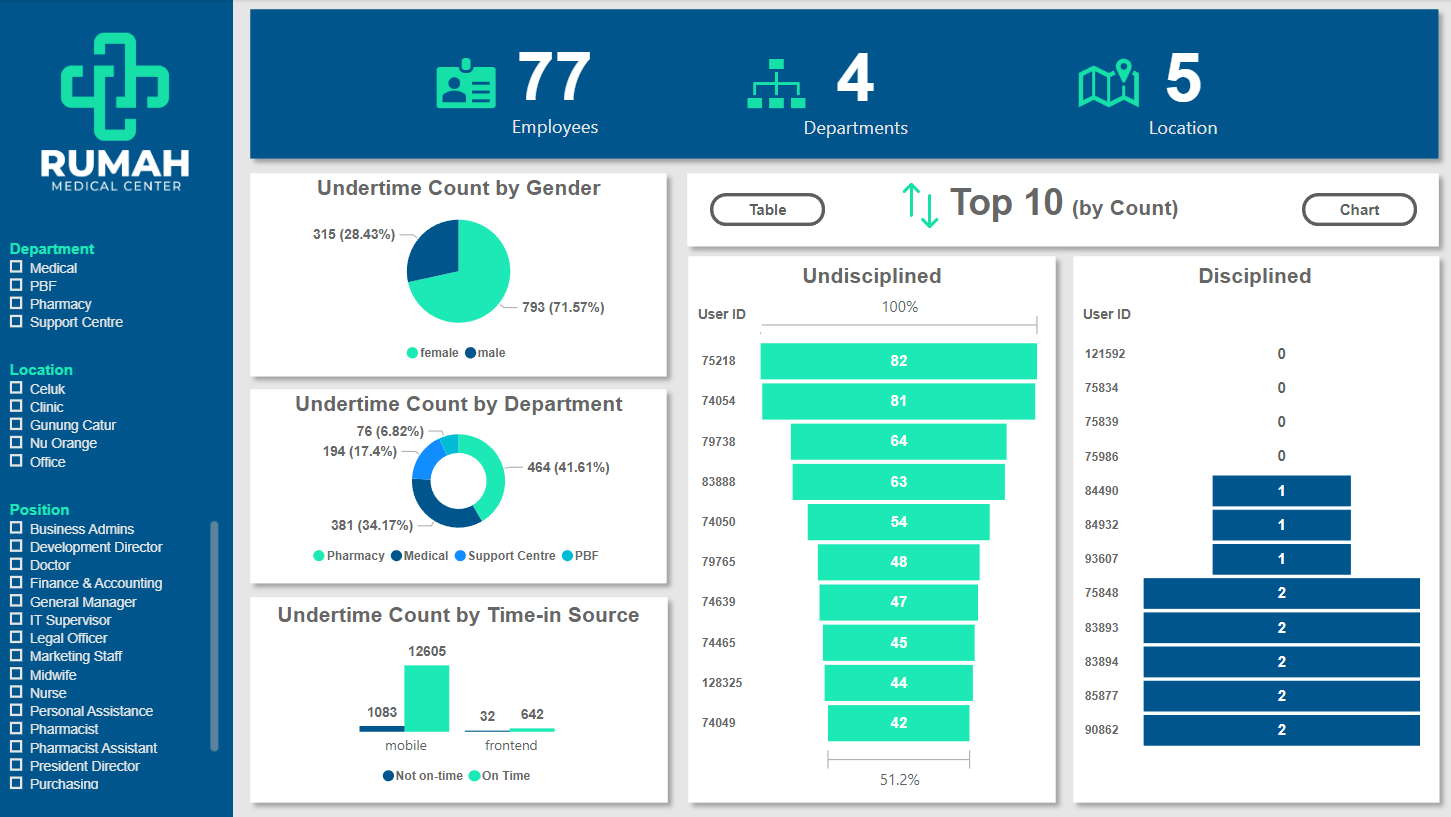 RUMAH
MEDICAL CENTER
Department
Medical
PBF
Pharmacy
Support Centre
Location
Celuk
Clinic
Gunung Catur
Nu Orange
Office
Position
Business Admins
Development Director
Doctor
Finance & Accounting
General Manager
IT Supervisor
Legal Officer
Marketing Staff
Midwife
Nurse
Personal Assistance
Pharmacist
Pharmacist Assistant
President Director
Purchasing
77
Employees
4
Departments
5
Location
Undertime Count by Gender
315 (28.43%)
793 (71.57%)
female male
Undertime Count by Department
76 (6.82%)
194 (17.4%)
464 (41.61%)
381 (34.17%)
Pharmacy Medical Support Centre PBF
Undertime Count by Time-in Source
12605
1083
32
642
mobile frontend
Not on-time On Time
Table
Top 10 (by Count)
Chart
Undisciplined
User ID
100%
75218 82
74054 81
79738 64
83888 63
74050 54
79765 48
74639 47
74465 45
128325 44
74049 42
51.2%
Disciplined
User ID
121592 0
75834 0
75839 0
75986 0
84490 1
84932 1
93607 1
75848 2
83893 2
83894 2
85877 2
90862 2